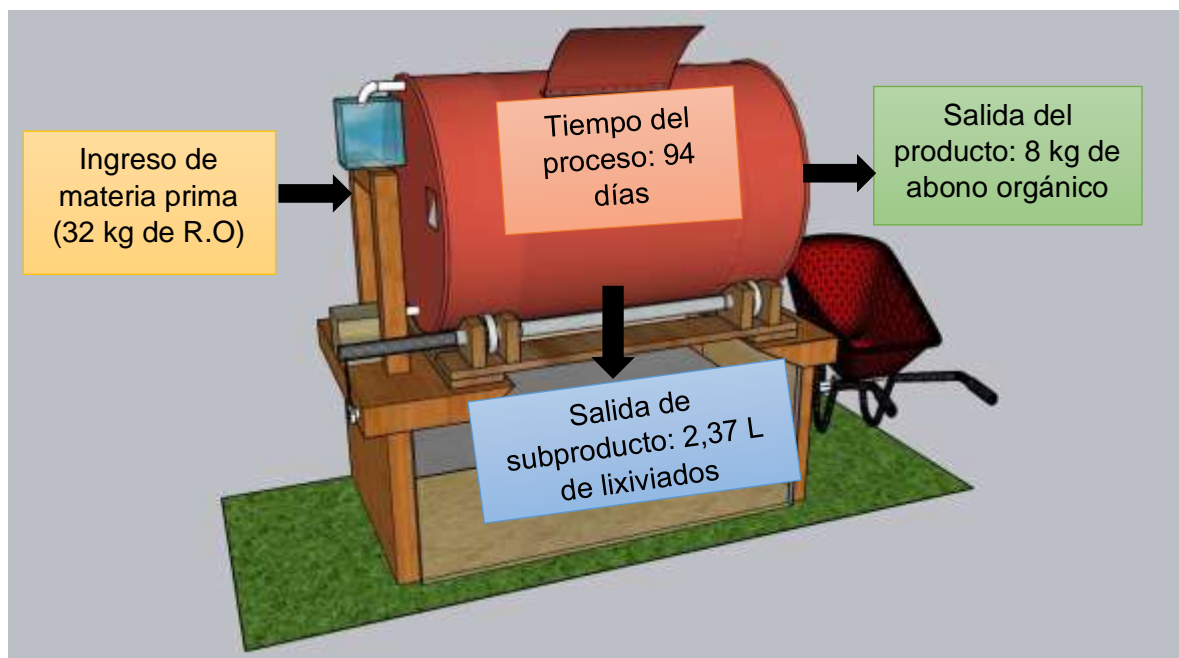 Ingreso de
materia prima
(32 kg de R.O)
Tiempo del
proceso: 94
días
Salida del
producto: 8 kg de
abono orgánico
Salida de
subproducto: 2,37 L
de lixiviados